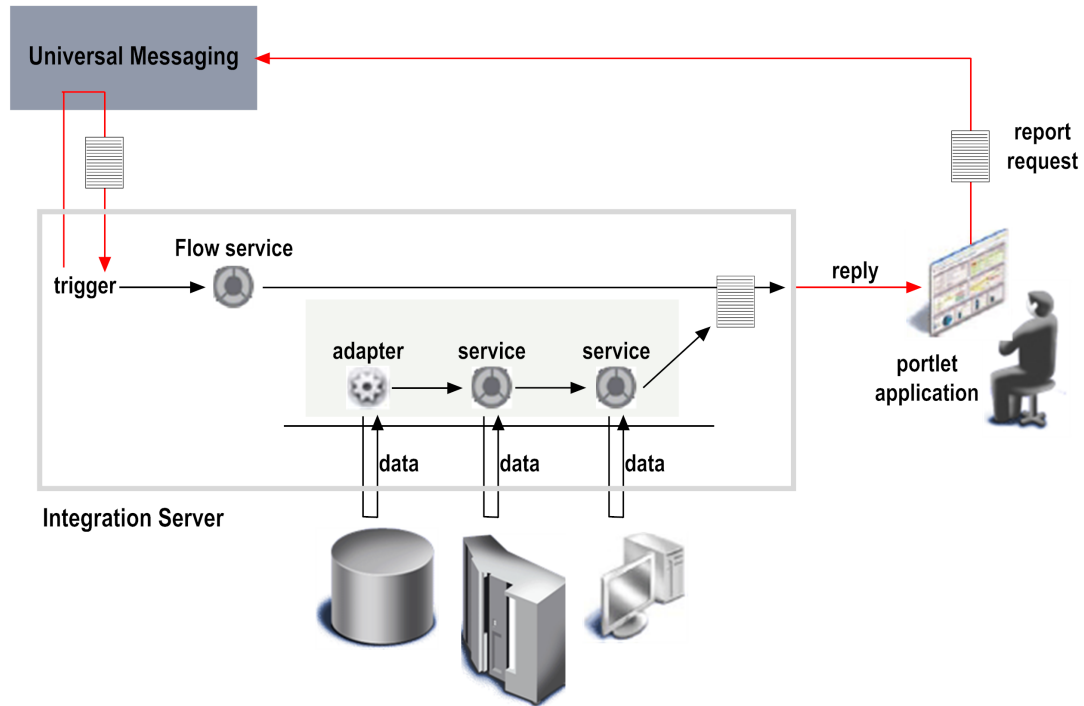 Universal Messaging
report
request
Flow service
trigger
reply
adapter
service
service
portlet
application
data
data
data
Integration Server